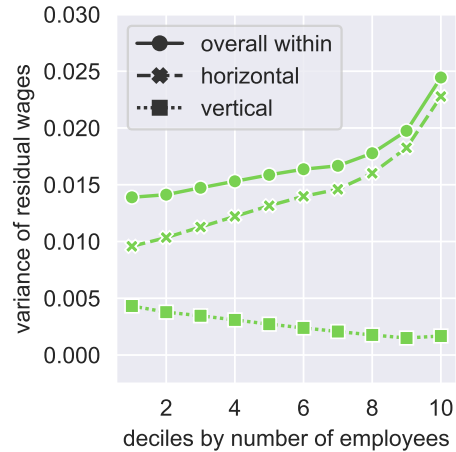 0.030
0.025
0.020
0.015
0.010
0.005
0.000
variance of residual wages
overall within
horizontal
vertical
2 4 6 8 10
deciles by number of employees